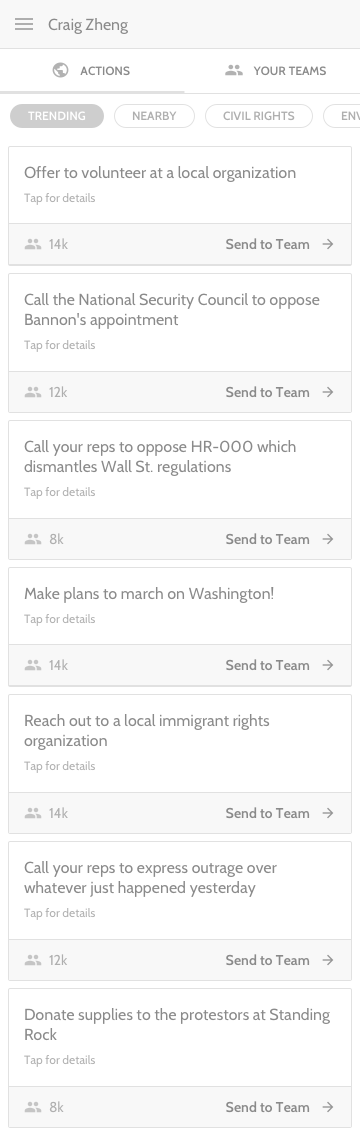 Craig Zheng
ACTIONS
YOUR TEAMS
TRENDING
NEARBY
CIVIL RIGHTS
ENV
Offer to volunteer at a local organization
Tap for details
14k
Send to Team
Call the National Security Council to oppose
Bannon's appointment
Tap for details
12k
Send to Team
Call your reps to oppose HR-000 which
dismantles Wall St. regulations
Tap for details
8k
Send to Team
Make plans to march on Washington!
Tap for details
14k
Send to Team
Reach out to a local immigrant rights
organization
Tap for details
14k
Send to Team
Call your reps to express outrage over
whatever just happened yesterday
Tap for details
12k
Send to Team
Donate supplies to the protestors at Standing
Rock
Tap for details
8k
Send to Team